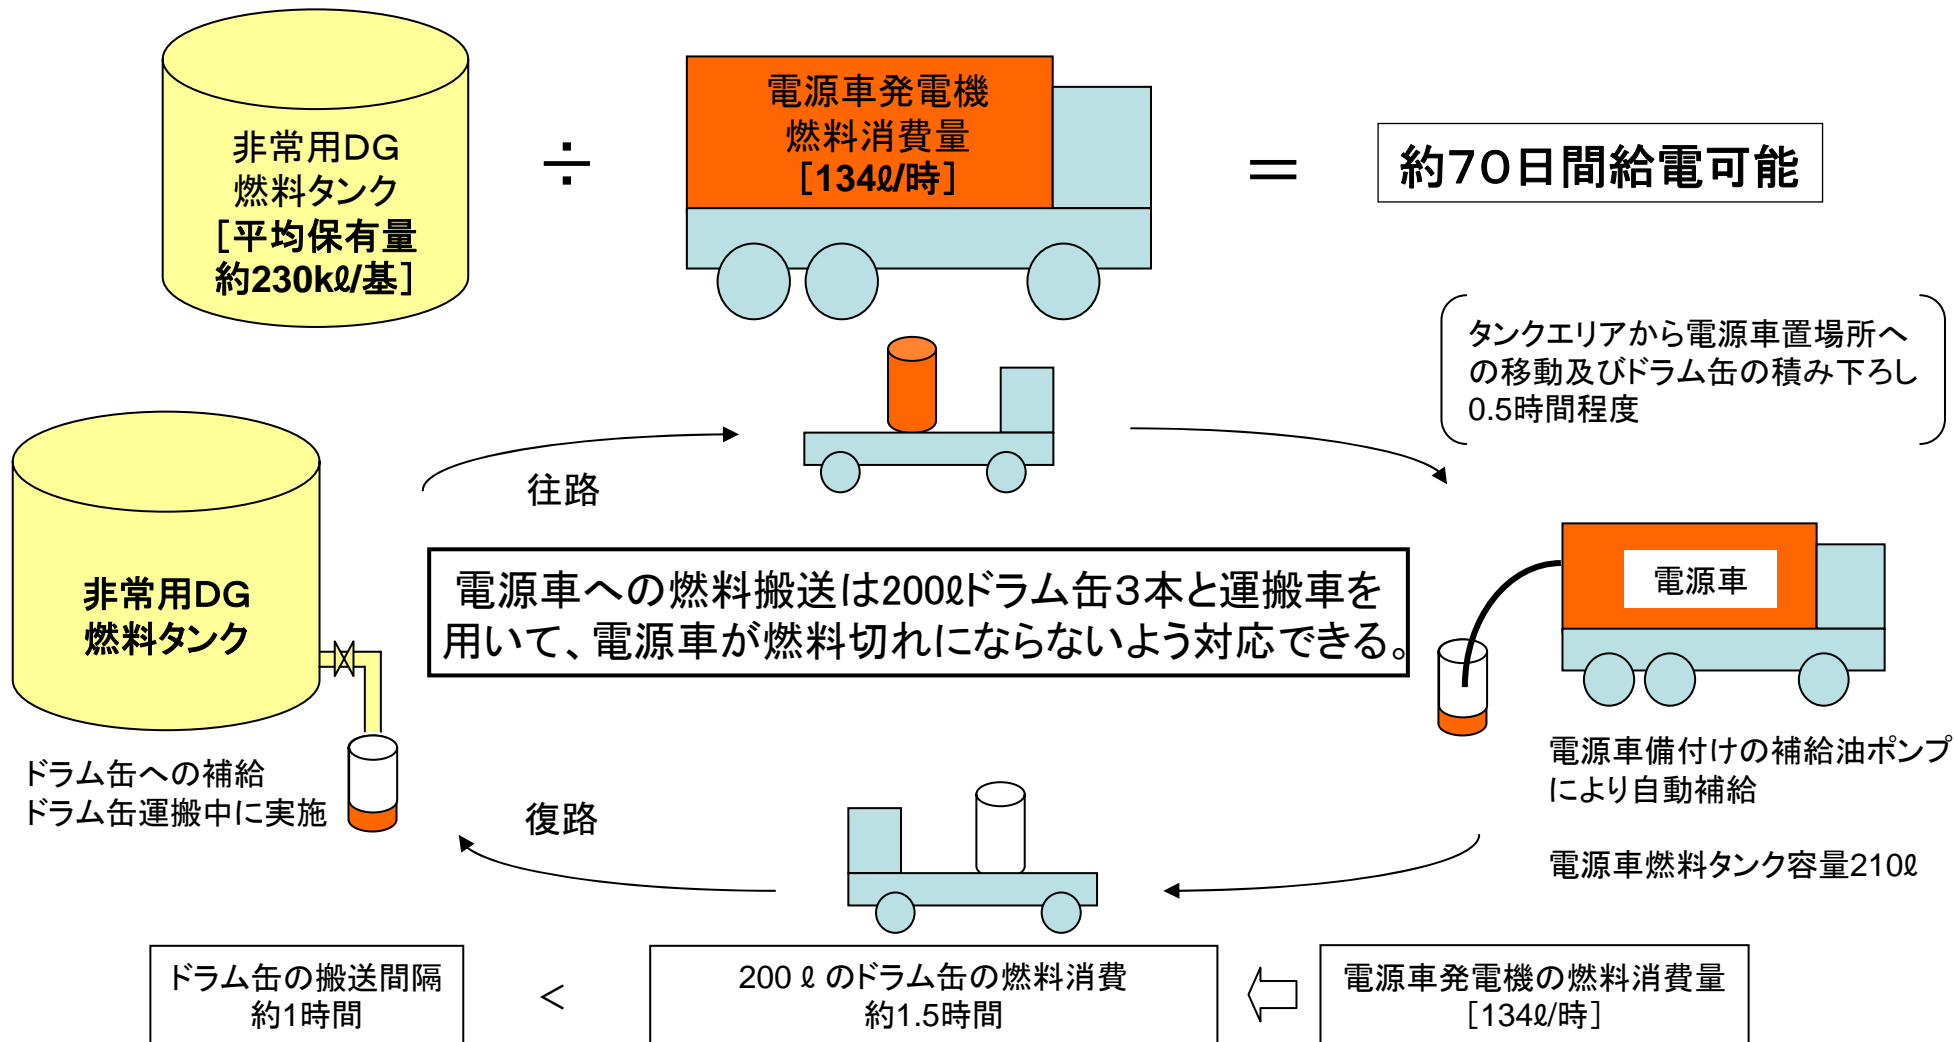 非常用DG
燃料タンク
[平均保有量
約230kℓ/基]
÷
電源車発電機
燃料消費量
[134ℓ/時]
＝
約70日間給電可能
タンクエリアから電源車置場所へ
の移動及びドラム缶の積み下ろし
0.5時間程度
往路
非常用DG
燃料タンク
電源車への燃料搬送は200ℓドラム缶３本と運搬車を
用いて、電源車が燃料切れにならないよう対応できる。
電源車
ドラム缶への補給
ドラム缶運搬中に実施
復路
電源車備付けの補給油ポンプ
により自動補給
電源車燃料タンク容量210ℓ
ドラム缶の搬送間隔
約1時間
＜
200 ℓ のドラム缶の燃料消費
約1.5時間
電源車発電機の燃料消費量
[134ℓ/時]